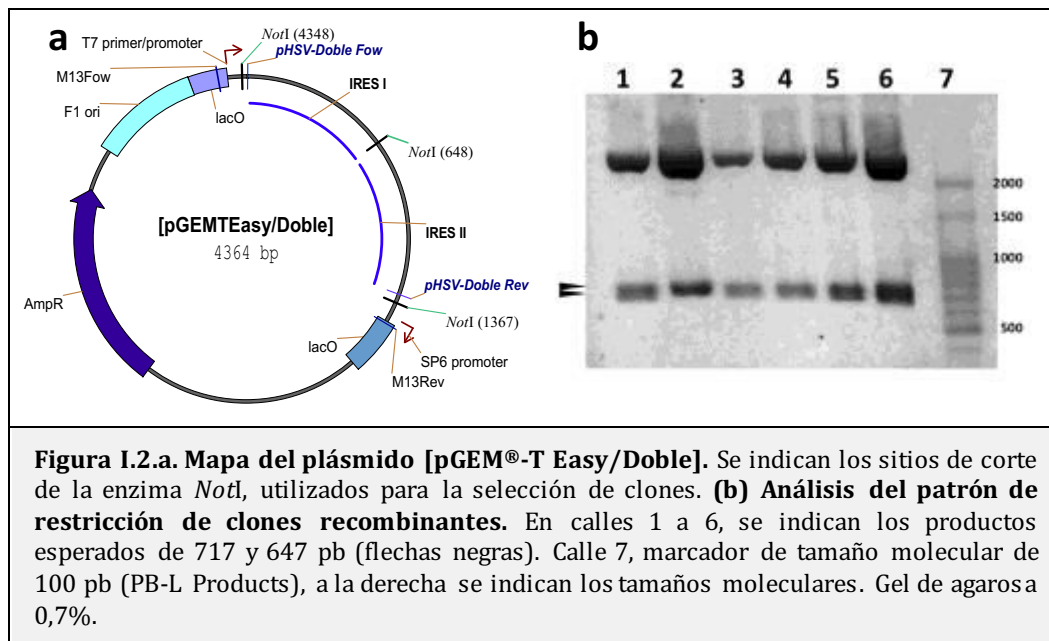 a
T7 primer/promoter
NotI (4348)
pHSV-Doble Fow
M13Fow
IRES I
F1 ori
lacO
NotI (648)
[pGEMTEasy/Doble]
4364 bp
IRES II
AmpR
pHSV-Doble Rev
NotI (1367)
lacO
SP6 promoter
M13Rev
b
1 2 3 4 5 6 7
2000
1500
1000
500
Figura I.2.a. Mapa del plásmido [pGEM®-T Easy/Doble]. Se indican los sitios de corte
de la enzima NotI, utilizados para la selección de clones. (b) Análisis del patrón de
restricción de clones recombinantes. En calles 1 a 6, se indican los productos
esperados de 717 y 647 pb (flechas negras). Calle 7, marcador de tamaño molecular de
100 pb (PB-L Products), a la derecha se indican los tamaños moleculares. Gel de agarosa
0,7%.